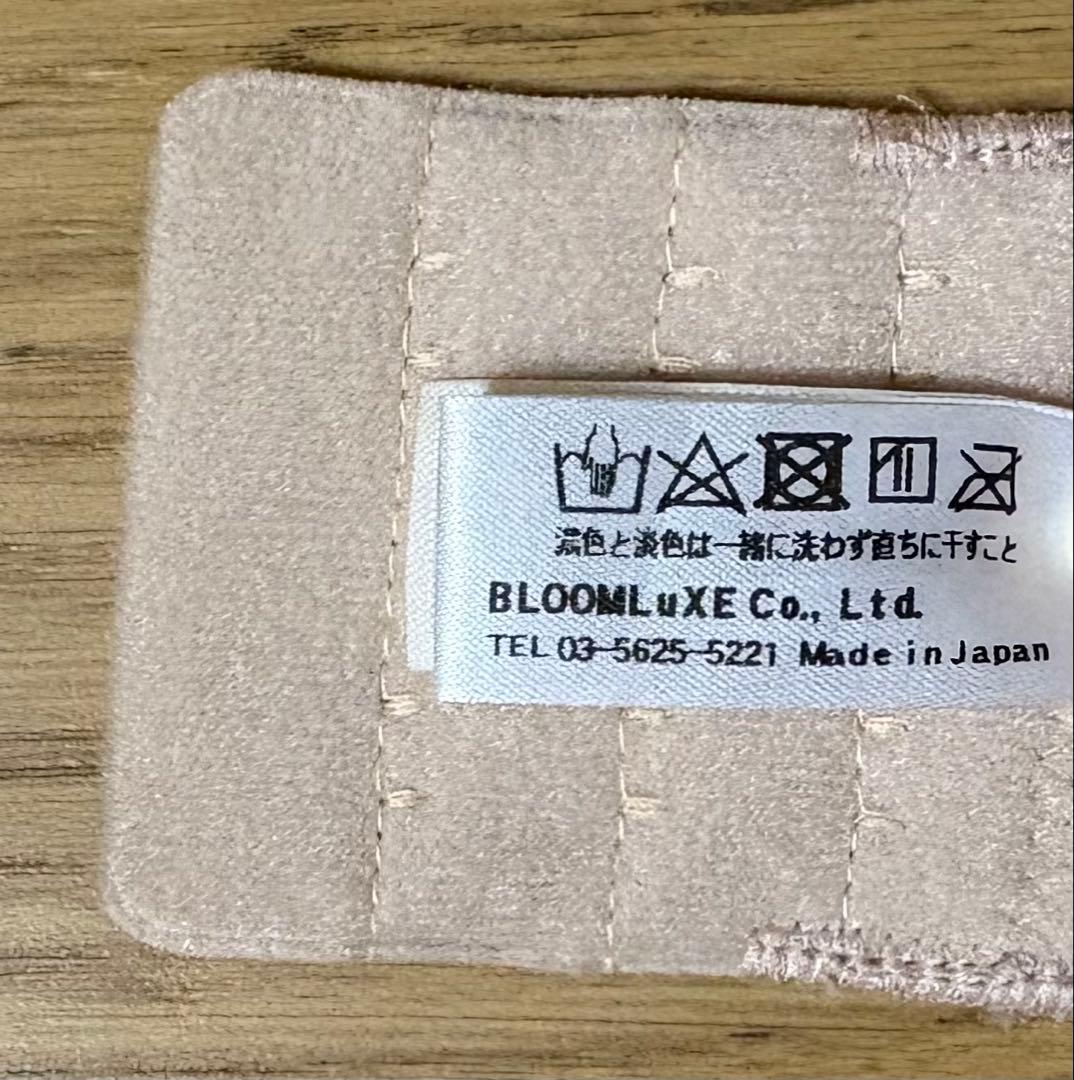 濃色と淡色は一緒に洗わず直ちに干すこと
BLOOMLuXE Co., Ltd.
TEL 03-5625-5221 Made in Japan